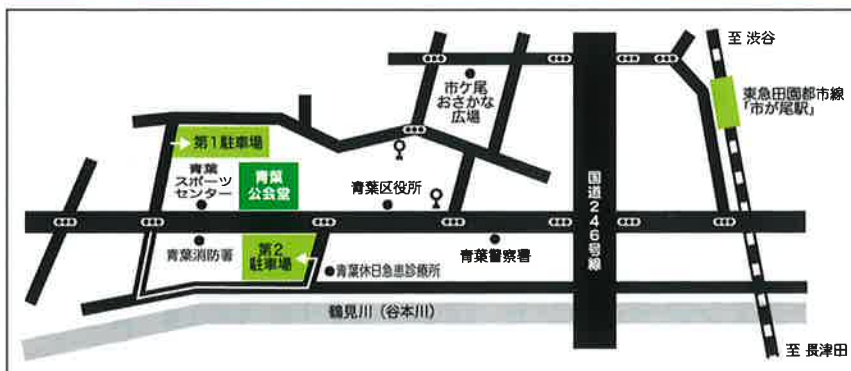 至 渋谷
東急田園都市線
「市が尾駅」
市ケ尾
おさかな
広場
第1駐車場
青葉
スポーツ
センター
青葉
公会堂
青葉区役所
国道246号線
青葉消防署
第2
駐車場
青葉休日急患診療所
青葉警察署
鶴見川（谷本川）
至 長津田